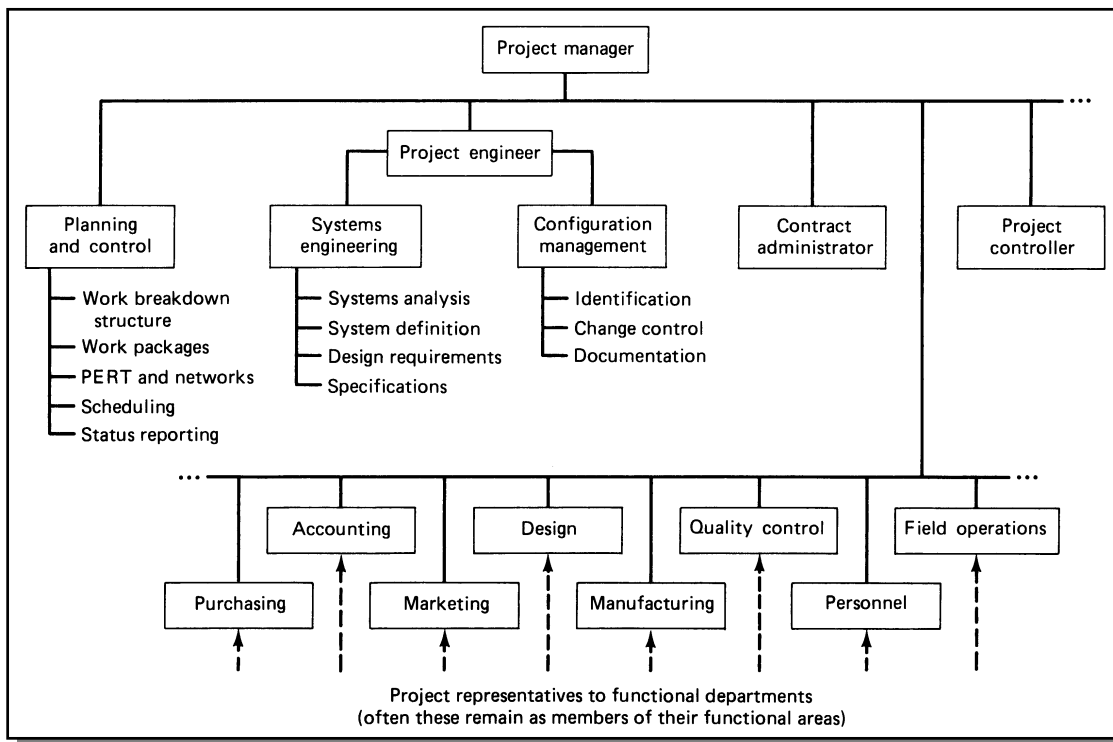 Project manager
...
Project engineer
Planning
and control
Systems
engineering
Configuration
management
Contract
administrator
Project
controller
Work breakdown
structure
Work packages
PERT and networks
Scheduling
Status reporting
Systems analysis
System definition
Design requirements
Specifications
Identification
Change control
Documentation
...
...
Accounting
Design
Quality control
Field operations
Purchasing
Marketing
Manufacturing
Personnel
Project representatives to functional departments
(often these remain as members of their functional areas)